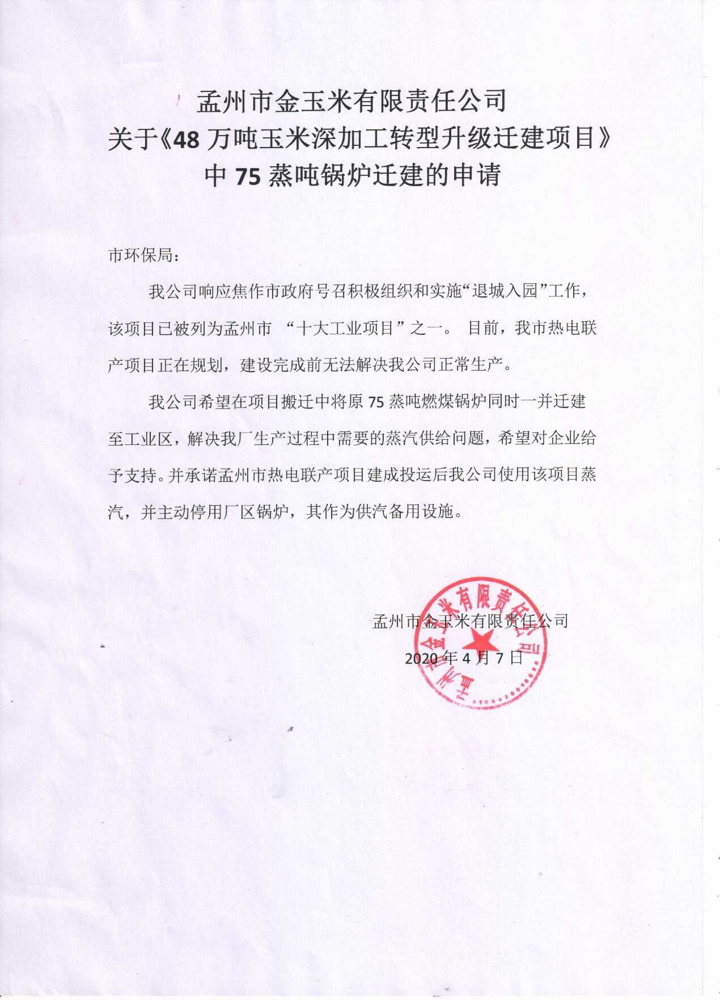 孟州市金玉米有限责任公司
关于《48 万吨玉米深加工转型升级迁建项目》
中 75 蒸吨锅炉迁建的申请
市环保局：
我公司响应焦作市政府号召积极组织和实施“退城入园”工作，
该项目已被列为孟州市 “十大工业项目”之一。 目前，我市热电联
产项目正在规划，建设完成前无法解决我公司正常生产。
我公司希望在项目搬迁中将原 75 蒸吨燃煤锅炉同时一并迁建
至工业区，解决我厂生产过程中需要的蒸汽供给问题，希望对企业给
予支持。并承诺孟州市热电联产项目建成投运后我公司使用该项目蒸
汽，并主动停用厂区锅炉，其作为供汽备用设施。
孟州市金玉米有限责任公司
2020 年 4 月 7 日
孟州市金玉米有限责任公司